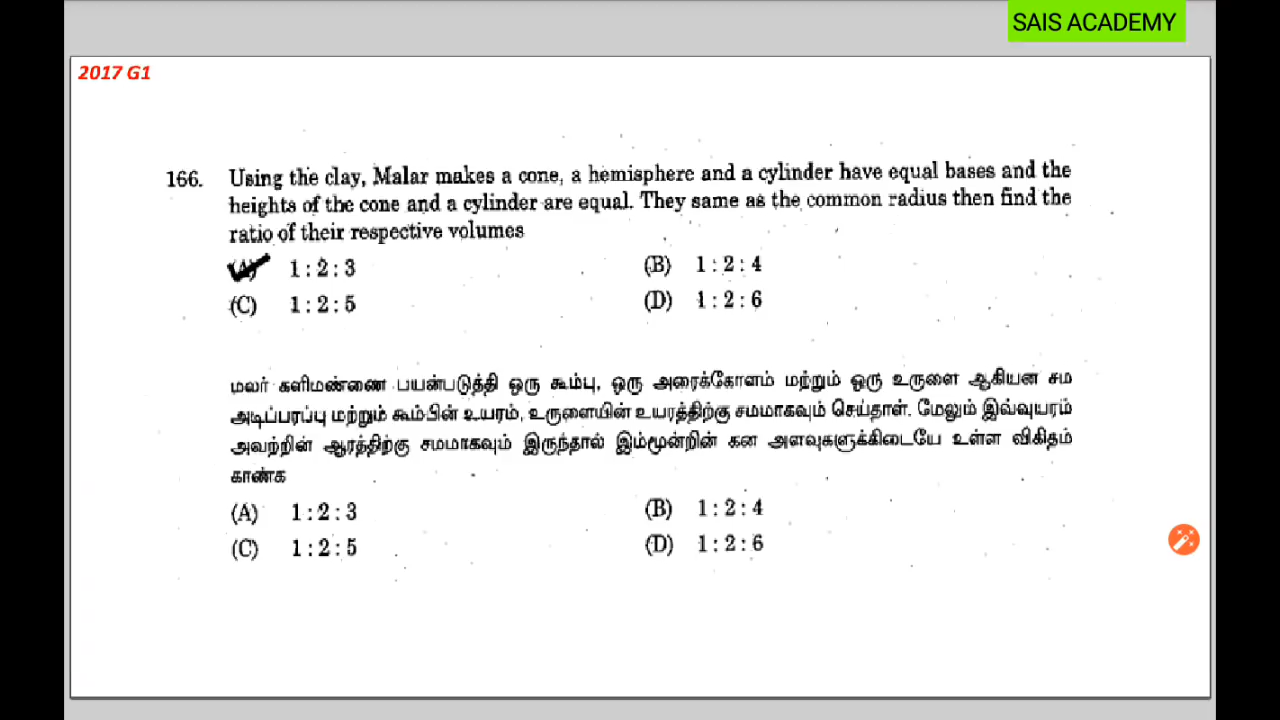 SAIS ACADEMY
2017 G1
166. Using the clay, Malar makes a cone, a hemisphere and a cylinder have equal bases and the
heights of the cone and a cylinder are equal. They same as the common radius then find the
ratio of their respective volumes
(A) 1 : 2 : 3 (B) 1 : 2 : 4
(C) 1 : 2 : 5 (D) 1 : 2 : 6
மலர் களிமண்ணை பயன்படுத்தி ஒரு கூம்பு, ஒரு அரைக்கோளம் மற்றும் ஒரு உருளை ஆகியன சம
அடிப்பரப்பு மற்றும் கூம்பின் உயரம், உருளையின் உயரத்திற்கு சமமாகவும் செய்தாள். மேலும் இவ்வுயரம்
அவற்றின் ஆரத்திற்கு சமமாகவும் இருந்தால் இம்மூன்றின் கன அளவுகளுக்கிடையே உள்ள விகிதம்
காண்க
(A) 1 : 2 : 3 (B) 1 : 2 : 4
(C) 1 : 2 : 5 (D) 1 : 2 : 6